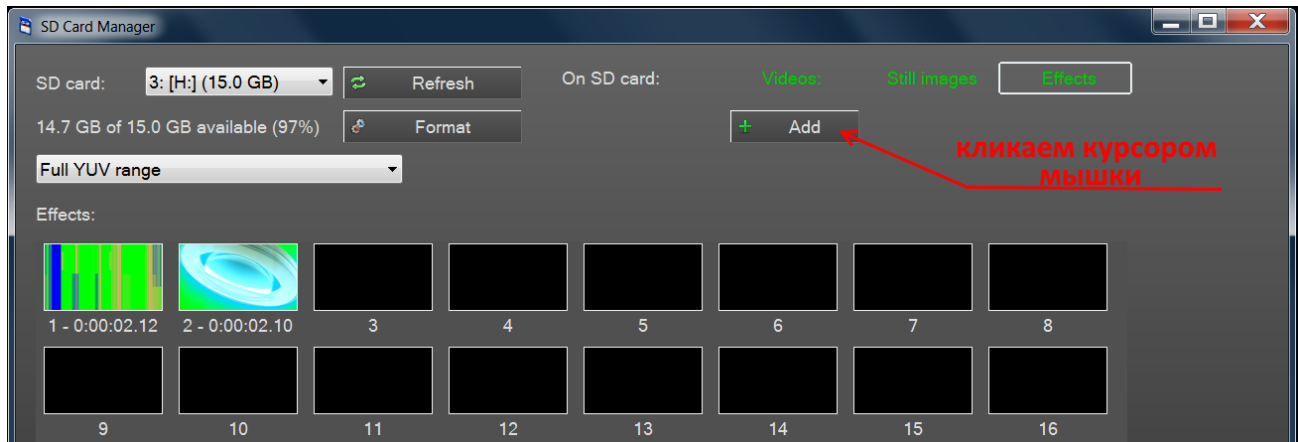 SD Card Manager
SD card: 3: [H:] (15.0 GB) Refresh On SD card: Videos: Still images Effects
14.7 GB of 15.0 GB available (97%) Format Add
кликаем курсором
мышки
Full YUV range
Effects:
1 - 0:00:02.12 2 - 0:00:02.10 3 4 5 6 7 8
9 10 11 12 13 14 15 16